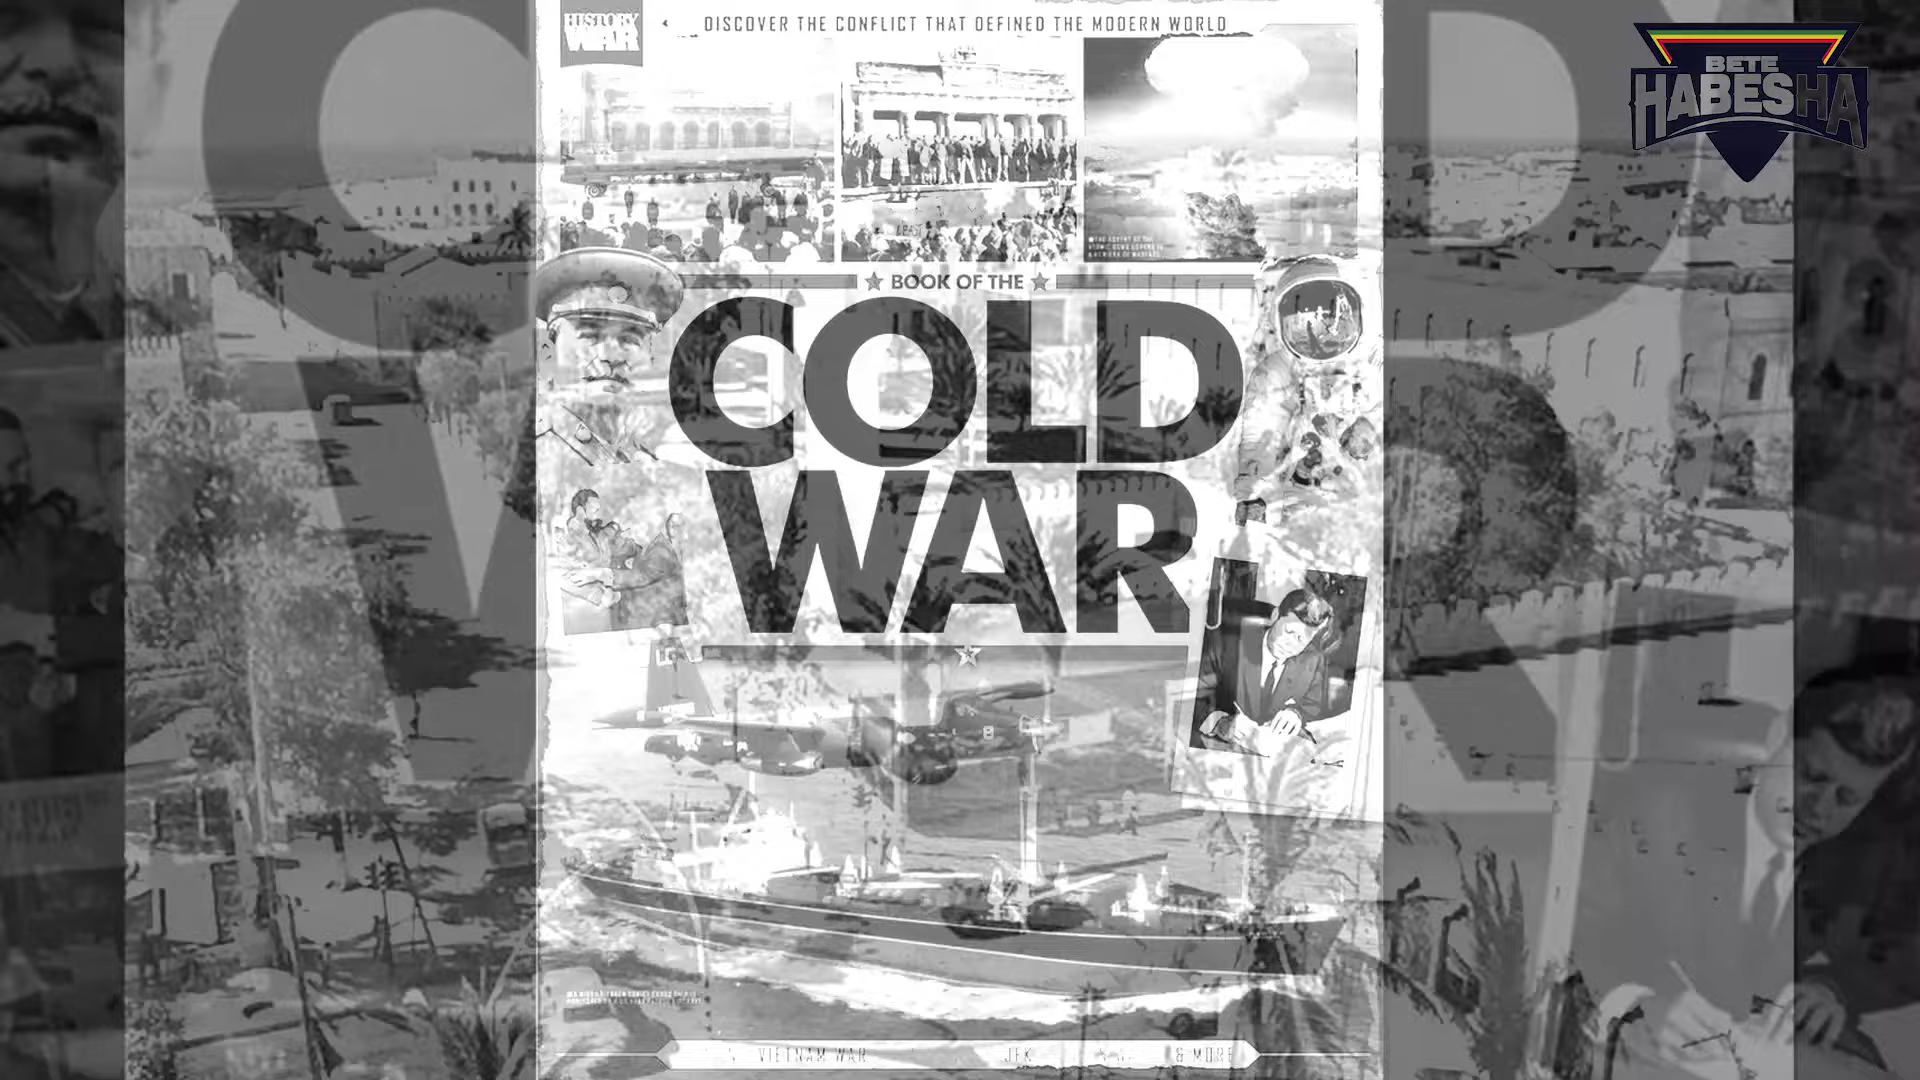 HISTORY
WAR
DISCOVER THE CONFLICT THAT DEFINED THE MODERN WORLD
BETE
HABESHA
BOOK OF THE
COLD
WAR
VIETNAM WAR
JFK
& MORE